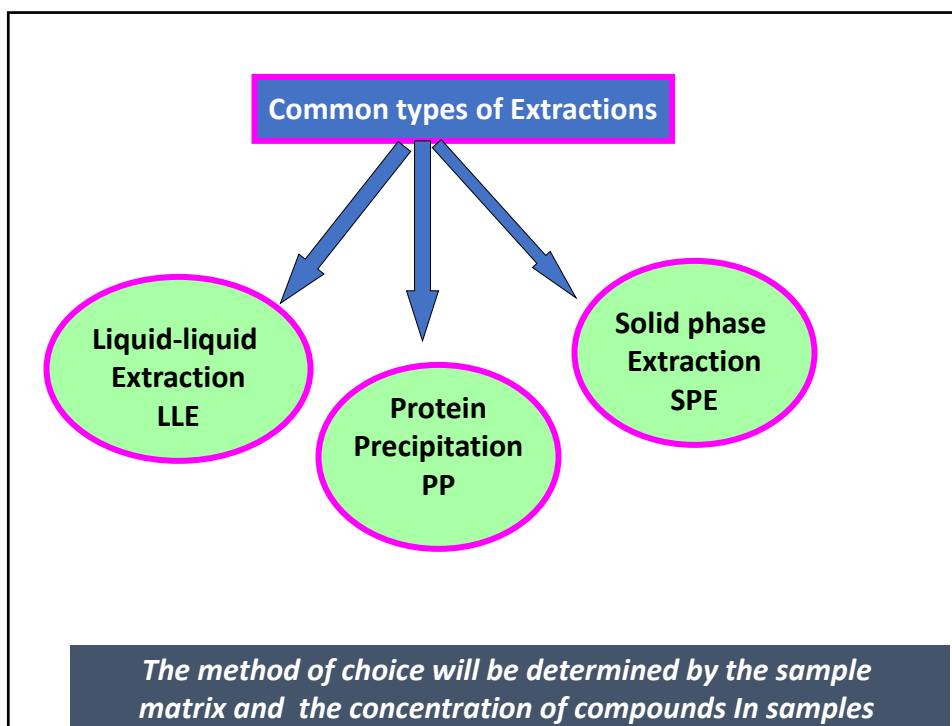 Common types of Extractions
Liquid-liquid
Extraction
LLE
Protein
Precipitation
PP
Solid phase
Extraction
SPE
The method of choice will be determined by the sample
matrix and the concentration of compounds In samples